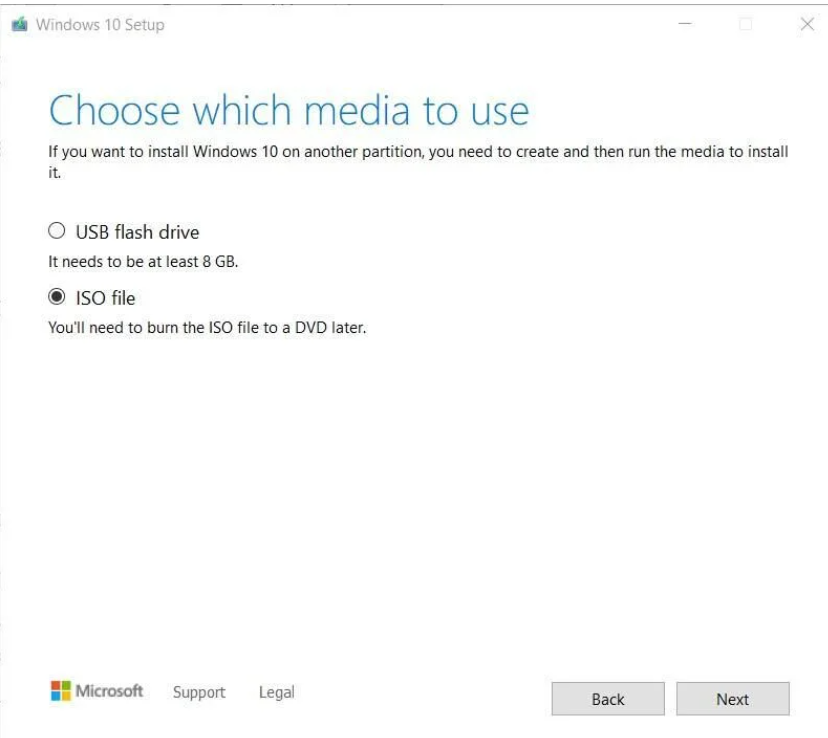 Windows 10 Setup
Choose which media to use
If you want to install Windows 10 on another partition, you need to create and then run the media to install
it.
USB flash drive
It needs to be at least 8 GB.
ISO file
You'll need to burn the ISO file to a DVD later.
Microsoft Support Legal Back Next